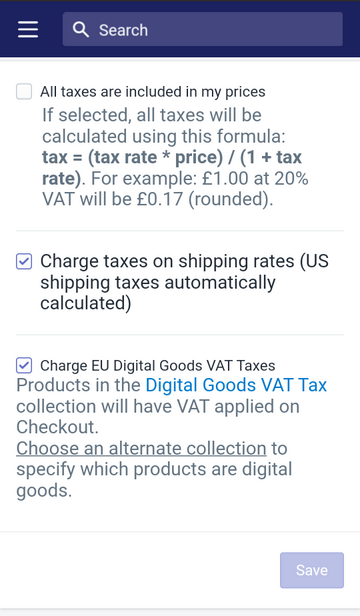 Search
All taxes are included in my prices
If selected, all taxes will be
calculated using this formula:
tax = (tax rate * price) / (1 + tax
rate). For example: £1.00 at 20%
VAT will be £0.17 (rounded).
Charge taxes on shipping rates (US
shipping taxes automatically
calculated)
Charge EU Digital Goods VAT Taxes
Products in the Digital Goods VAT Tax
collection will have VAT applied on
Checkout.
Choose an alternate collection to
specify which products are digital
goods.
Save